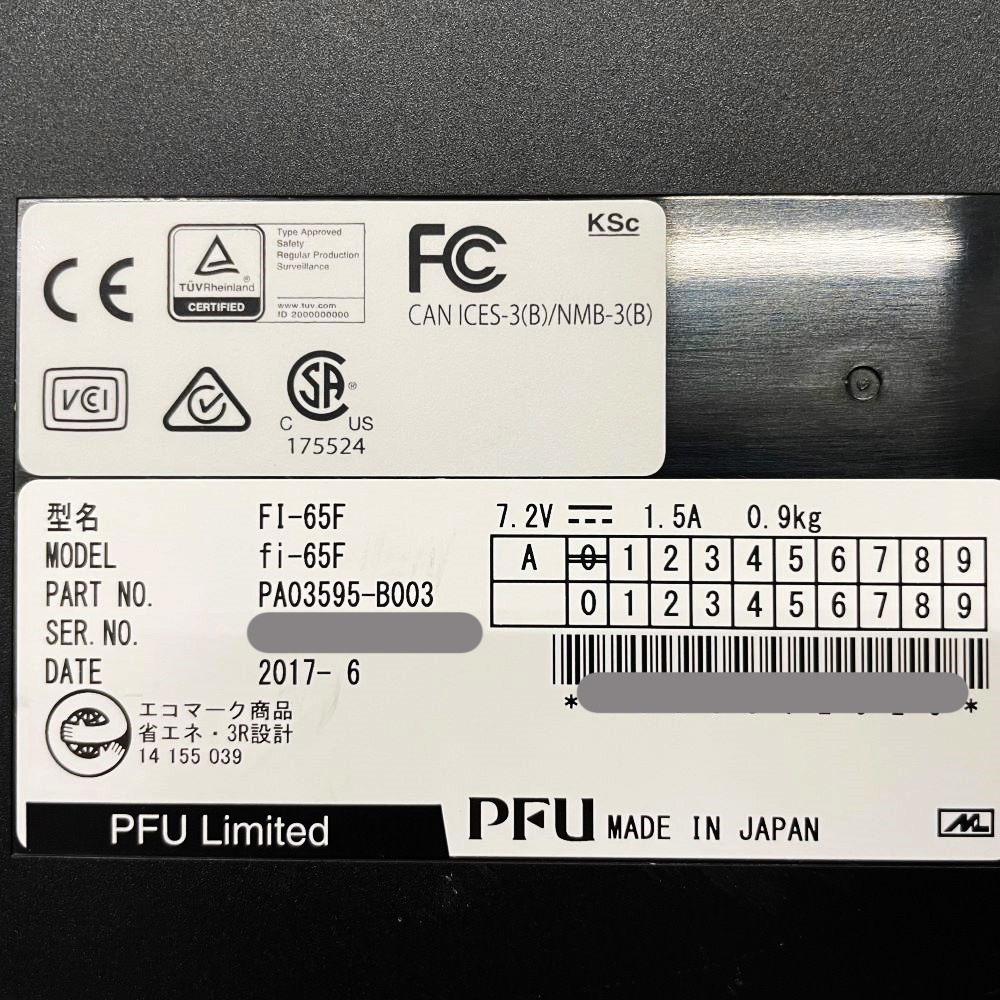 KSc
CE
TÜVRheinland ®
CERTIFIED
Type Approved
Safety
Regular Production
Surveillance
www.tuv.com
ID 2000000000
FC
CAN ICES-3(B)/NMB-3(B)
VCI
SA ®
C US
175524
型名 FI-65F 7.2V 1.5A 0.9kg
MODEL fi-65F
A 0 1 2 3 4 5 6 7 8 9
PART NO. PA03595-B003
0 1 2 3 4 5 6 7 8 9
SER.NO.
DATE 2017- 6
* *
エコマーク商品
省エネ・3R設計
14 155 039
PFU Limited
PFU MADE IN JAPAN